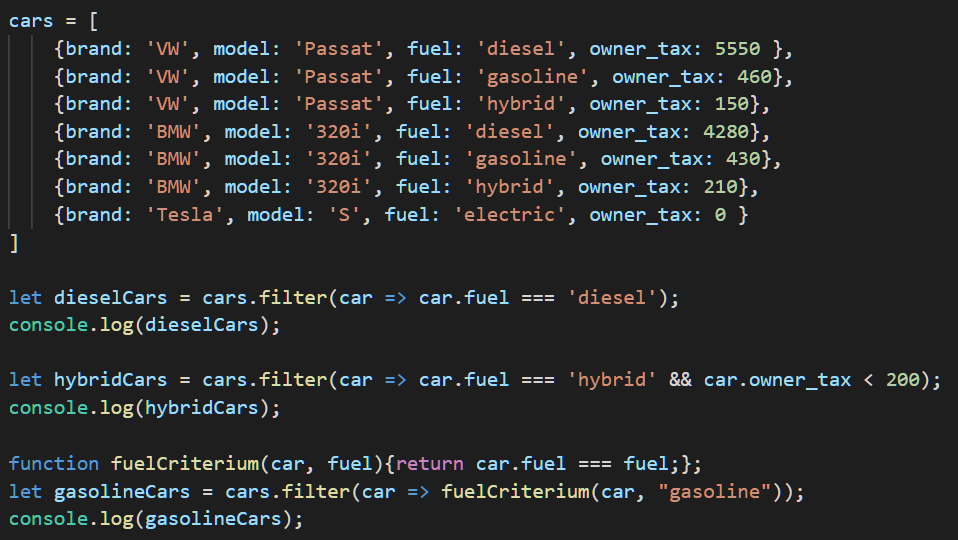 cars = [
    {brand: 'VW', model: 'Passat', fuel: 'diesel', owner_tax: 5550 },
    {brand: 'VW', model: 'Passat', fuel: 'gasoline', owner_tax: 460},
    {brand: 'VW', model: 'Passat', fuel: 'hybrid', owner_tax: 150},
    {brand: 'BMW', model: '320i', fuel: 'diesel', owner_tax: 4280},
    {brand: 'BMW', model: '320i', fuel: 'gasoline', owner_tax: 430},
    {brand: 'BMW', model: '320i', fuel: 'hybrid', owner_tax: 210},
    {brand: 'Tesla', model: 'S', fuel: 'electric', owner_tax: 0 }
]

let dieselCars = cars.filter(car => car.fuel === 'diesel');
console.log(dieselCars);

let hybridCars = cars.filter(car => car.fuel === 'hybrid' && car.owner_tax < 200);
console.log(hybridCars);

function fuelCriterium(car, fuel){return car.fuel === fuel;};
let gasolineCars = cars.filter(car => fuelCriterium(car, "gasoline"));
console.log(gasolineCars);